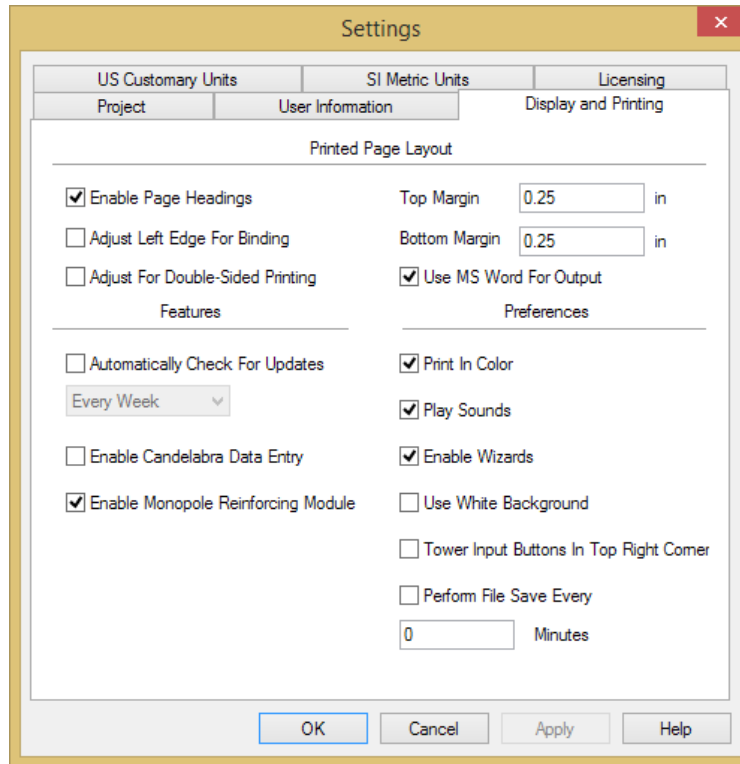 Settings
US Customary Units SI Metric Units Licensing
Project User Information Display and Printing
Printed Page Layout
Enable Page Headings Top Margin 0.25 in
Adjust Left Edge For Binding Bottom Margin 0.25 in
Adjust For Double-Sided Printing Use MS Word For Output
Features Preferences
Automatically Check For Updates Print In Color
Every Week
Play Sounds
Enable Candelabra Data Entry Enable Wizards
Enable Monopole Reinforcing Module Use White Background
Tower Input Buttons In Top Right Corner
Perform File Save Every
0 Minutes
OK Cancel Apply Help